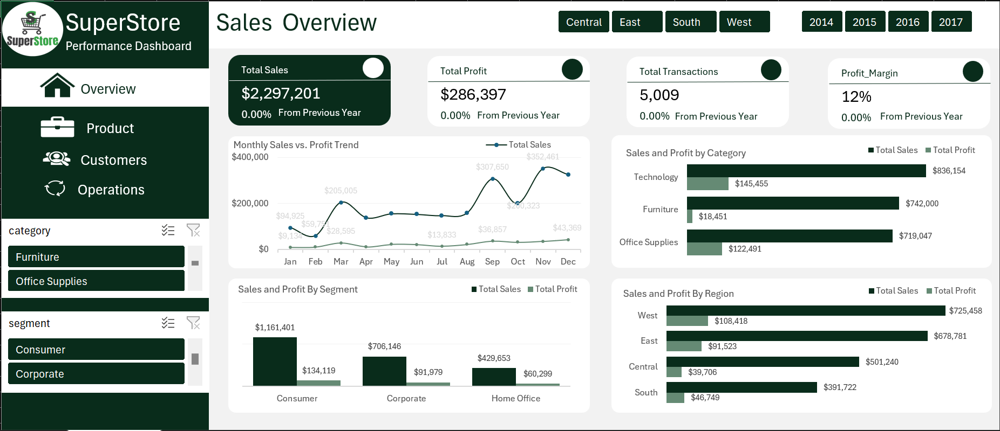 SuperStore
SuperStore
Performance Dashboard
Overview
Product
Customers
Operations
category
Furniture
Office Supplies
segment
Consumer
Corporate
Sales Overview
Central East South West
2014 2015 2016 2017
Total Sales
$2,297,201
0.00% From Previous Year
Total Profit
$286,397
0.00% From Previous Year
Total Transactions
5,009
0.00% From Previous Year
Profit_Margin
12%
0.00% From Previous Year
Monthly Sales vs. Profit Trend
Total Sales
$400,000
$200,000
$0
$94,925
$59,751
$205,005
$307,650
$200,323
$352,461
$9,134
$28,595
$13,833
$36,857
$43,369
Jan Feb Mar Apr May Jun Jul Aug Sep Oct Nov Dec
Sales and Profit by Category
Total Sales Total Profit
Technology
$836,154
$145,455
Furniture
$742,000
$18,451
Office Supplies
$719,047
$122,491
Sales and Profit By Segment
Total Sales Total Profit
$1,161,401
$134,119
$706,146
$91,979
$429,653
$60,299
Consumer Corporate Home Office
Sales and Profit By Region
Total Sales Total Profit
West
$725,458
$108,418
East
$678,781
$91,523
Central
$501,240
$39,706
South
$391,722
$46,749